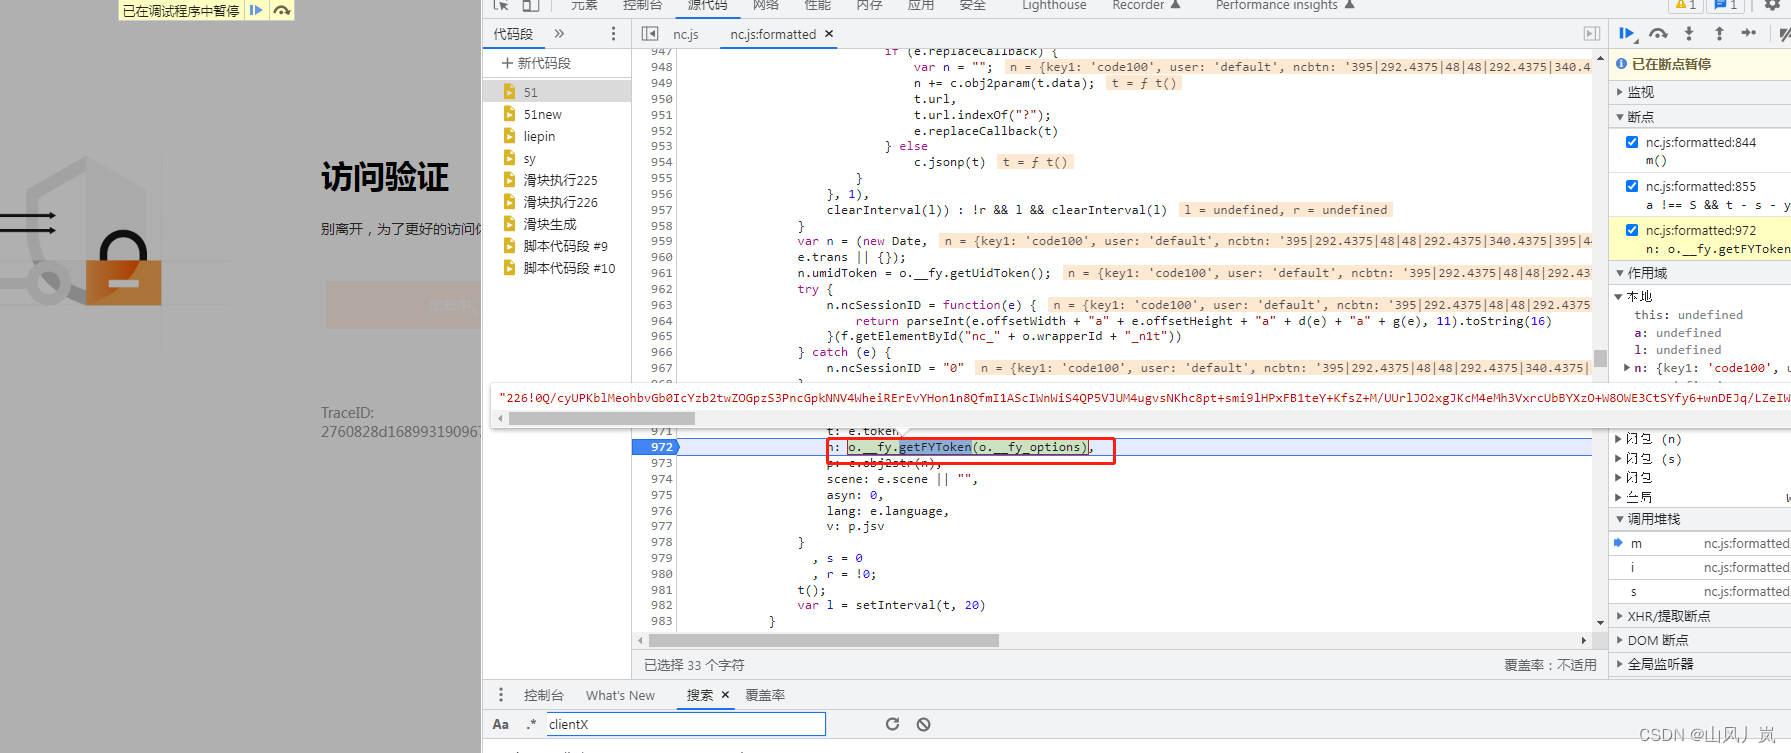 已在调试程序中暂停
访问验证
别离开，为了更好的访问体
TraceID:
2760828d1689931909​67
元素 控制台 源代码 网络 性能 内存 应用 安全 Lighthouse Recorder Performance insights 1 1
代码段 »
nc.js nc.js:formatted ×
+ 新代码段
51
51new
liepin
sy
滑块执行225
滑块执行226
滑块生成
脚本代码段 #9
脚本代码段 #10
947 if (e.replaceCallback) {
948 var n = ""; n = {key1: 'code100', user: 'default', ncbtn: '395|292.4375|48|48|292.4375|340.4
949 n += c.obj2param(t.data); t = ƒ t()
950 t.url,
951 t.url.indexOf("?");
952 e.replaceCallback(t)
953 } else
954 c.jsonp(t) t = ƒ t()
955 }
956 }, 1),
957 clearInterval(l)) : !r && l && clearInterval(l) l = undefined, r = undefined
958 }
959 var n = (new Date, n = {key1: 'code100', user: 'default', ncbtn: '395|292.4375|48|48|292.4375|340.4375|395|4
960 e.trans || {});
961 n.umidToken = o.__fy.getUidToken(); n = {key1: 'code100', user: 'default', ncbtn: '395|292.4375|48|48|292.4
962 try {
963 n.ncSessionID = function(e) { n = {key1: 'code100', user: 'default', ncbtn: '395|292.4375|48|48|292.4375
964 return parseInt(e.offsetWidth + "a" + e.offsetHeight + "a" + d(e) + "a" + g(e), 11).toString(16)
965 }(f.getElementById("nc_" + o.wrapperId + "_n1t"))
966 } catch (e) {
967 n.ncSessionID = "0" n = {key1: 'code100', user: 'default', ncbtn: '395|292.4375|48|48|292.4375|340.4375|
"226!0Q/cyUPKblMeohbvGb0IcYzb2twZOGpzS3PncGpkNNV4WheiRErEvYHon1n8QfmI1AScIWnWiS4QP5VJUM4ugvsNKhc8pt+smi9lHPxFB1teY+KfsZ+M/UUrlJO2xgJKcM4eMh3VxrcUbBYXzO+W8OWE3CtSYfy6+wnDEJq/LZeIW
971 t: e.token
972 n: o.__fy.getFYToken(o.__fy_options),
973 p: c.obj2str(n),
974 scene: e.scene || "",
975 asyn: 0,
976 lang: e.language,
977 v: p.jsv
978 }
979 , s = 0
980 , r = !0;
981 t();
982 var l = setInterval(t, 20)
983 }
已选择 33 个字符 覆盖率：不适用
已在断点暂停
监视
断点
nc.js:formatted:844
m()
nc.js:formatted:855
a !== S && t - s - y
nc.js:formatted:972
n: o.__fy.getFYToken
作用域
本地
this: undefined
a: undefined
l: undefined
n: {key1: 'code100', u
闭包 (n)
闭包 (s)
闭包
全局
调用堆栈
m nc.js:formatted:
i nc.js:formatted:
s nc.js:formatted:
XHR/提取断点
DOM 断点
全局监听器
控制台 What's New 搜索 × 覆盖率
Aa .* clientX
CSDN @山风丿岚